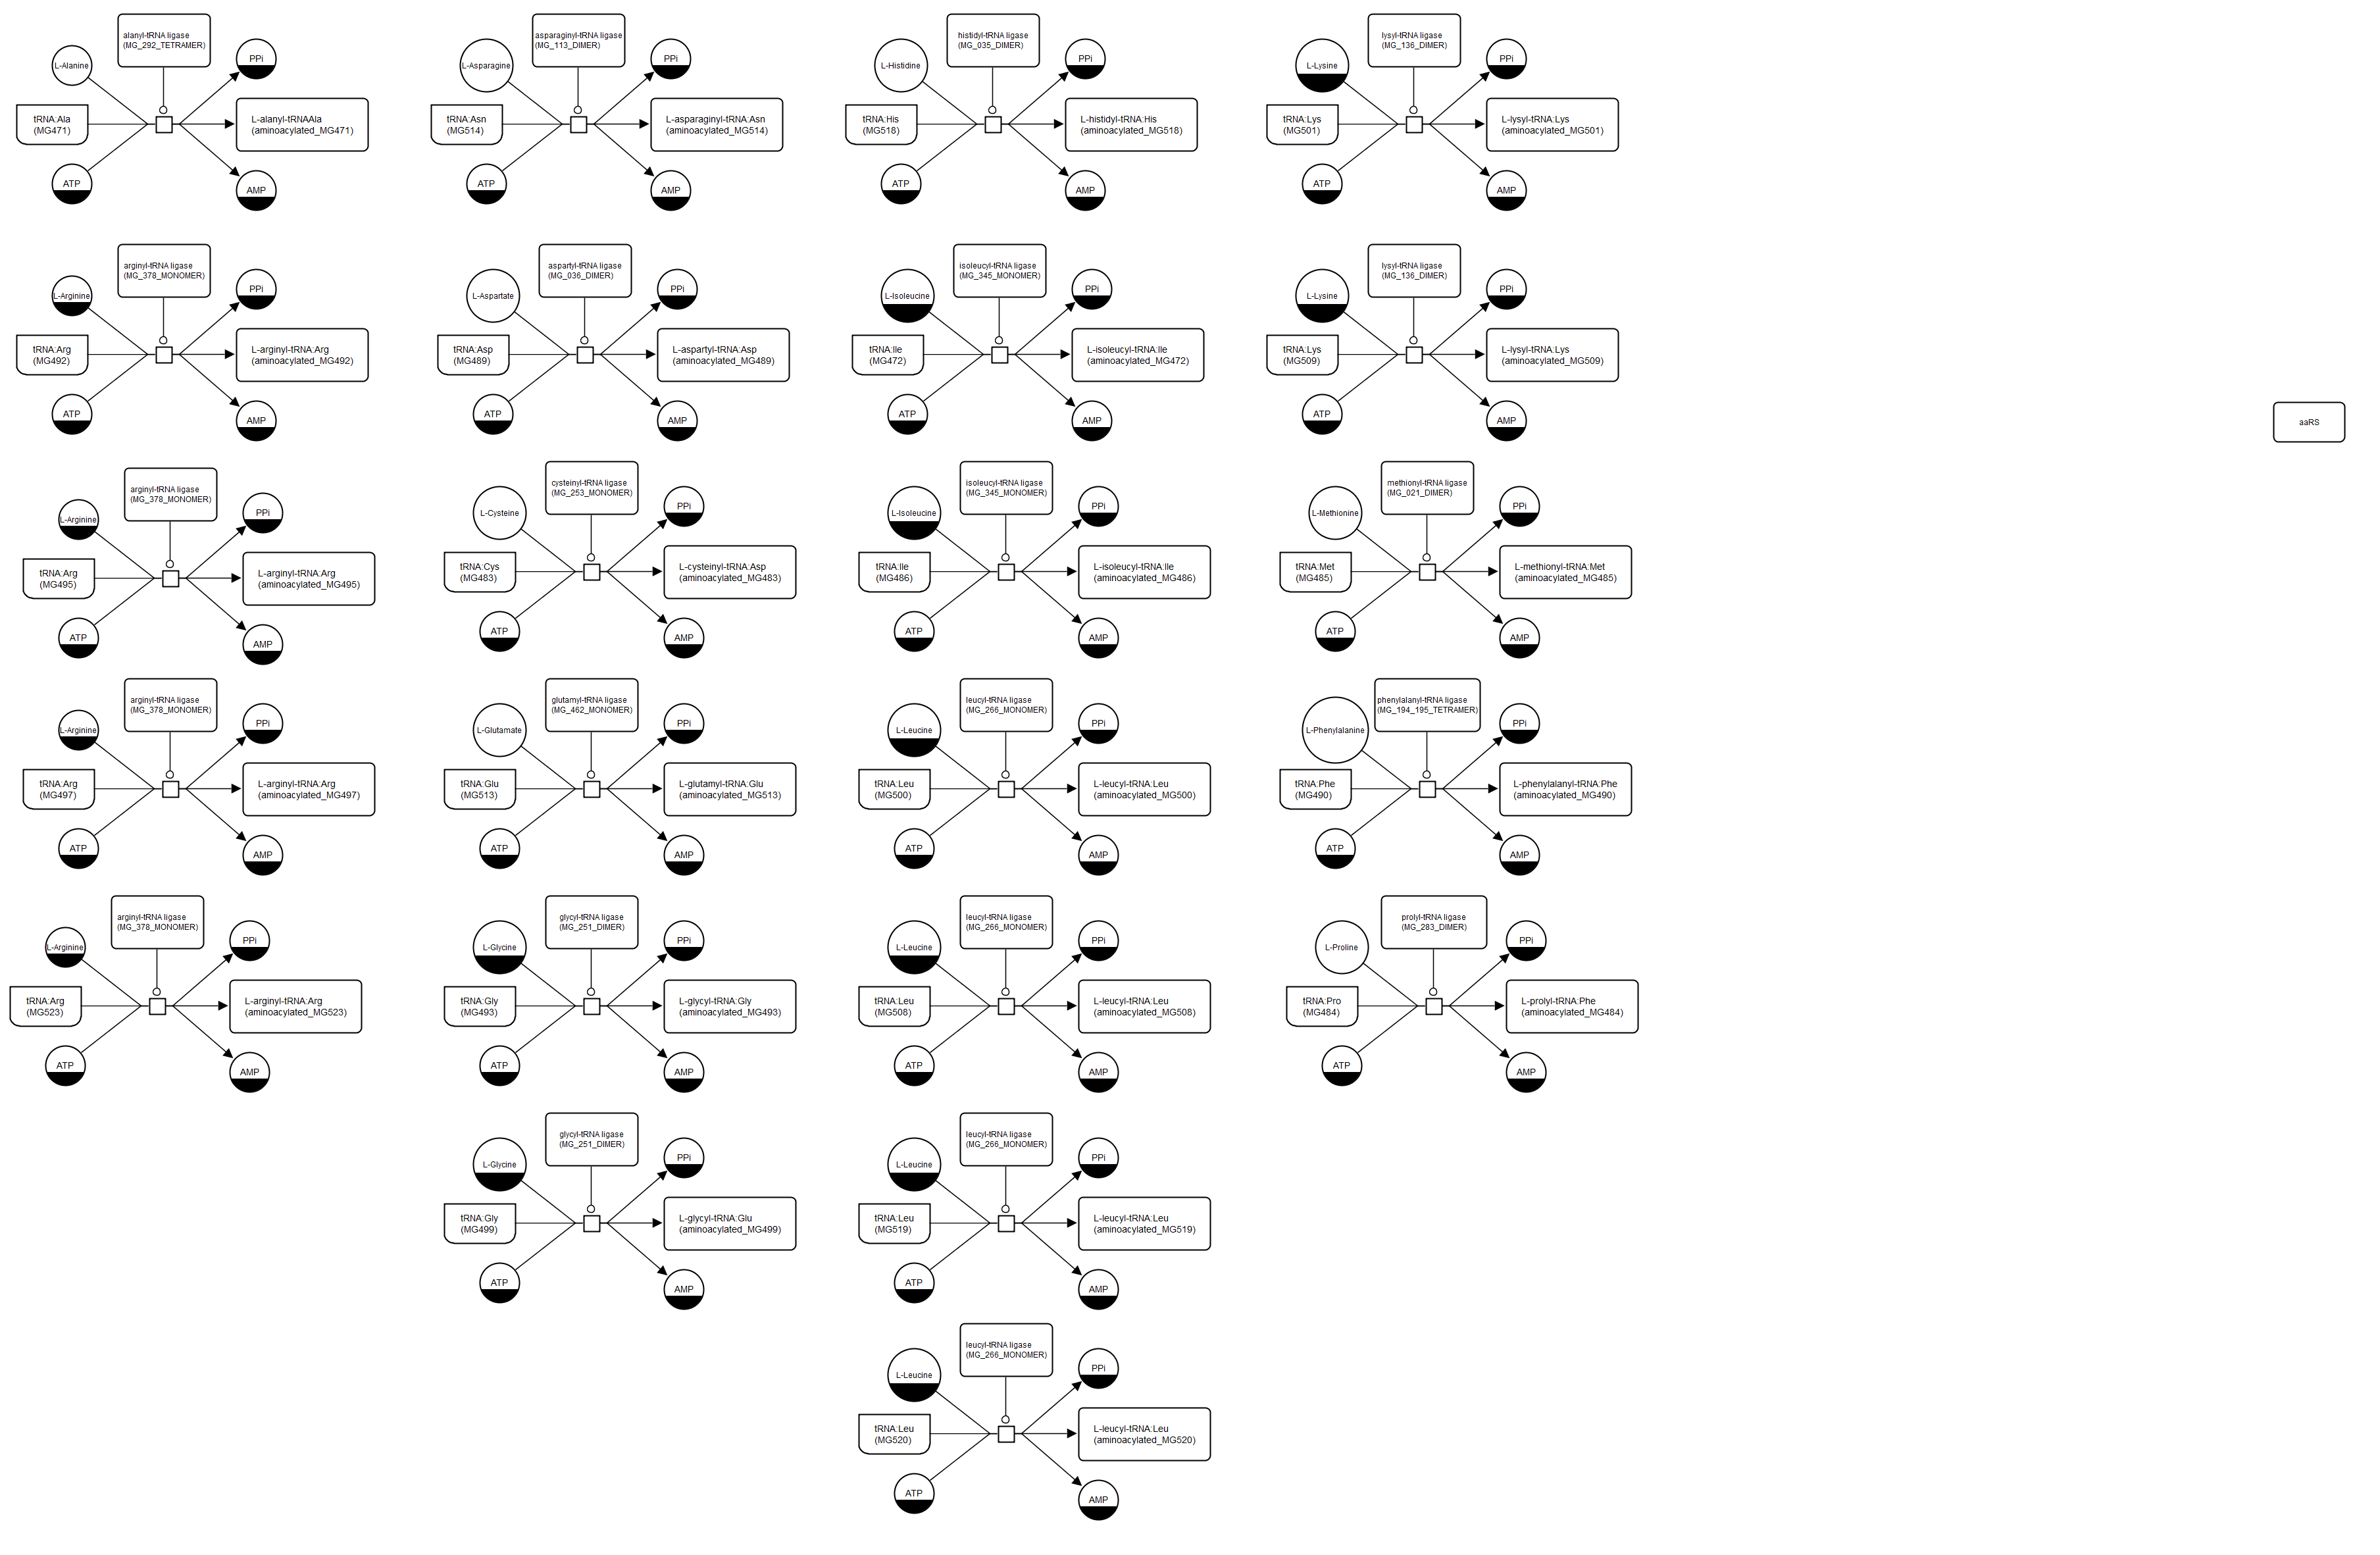 alanyl-tRNA ligase
(MG_292_TETRAMER)
L-Alanine
PPi
tRNA:Ala
(MG471)
L-alanyl-tRNAAla
(aminoacylated_MG471)
ATP
AMP
arginyl-tRNA ligase
(MG_378_MONOMER)
L-Arginine
PPi
tRNA:Arg
(MG492)
L-arginyl-tRNA:Arg
(aminoacylated_MG492)
ATP
AMP
arginyl-tRNA ligase
(MG_378_MONOMER)
L-Arginine
PPi
tRNA:Arg
(MG495)
L-arginyl-tRNA:Arg
(aminoacylated_MG495)
ATP
AMP
arginyl-tRNA ligase
(MG_378_MONOMER)
L-Arginine
PPi
tRNA:Arg
(MG497)
L-arginyl-tRNA:Arg
(aminoacylated_MG497)
ATP
AMP
arginyl-tRNA ligase
(MG_378_MONOMER)
L-Arginine
PPi
tRNA:Arg
(MG523)
L-arginyl-tRNA:Arg
(aminoacylated_MG523)
ATP
AMP
asparaginyl-tRNA ligase
(MG_113_DIMER)
L-Asparagine
PPi
tRNA:Asn
(MG514)
L-asparaginyl-tRNA:Asn
(aminoacylated_MG514)
ATP
AMP
aspartyl-tRNA ligase
(MG_036_DIMER)
L-Aspartate
PPi
tRNA:Asp
(MG489)
L-aspartyl-tRNA:Asp
(aminoacylated_MG489)
ATP
AMP
cysteinyl-tRNA ligase
(MG_253_MONOMER)
L-Cysteine
PPi
tRNA:Cys
(MG483)
L-cysteinyl-tRNA:Asp
(aminoacylated_MG483)
ATP
AMP
glutamyl-tRNA ligase
(MG_462_MONOMER)
L-Glutamate
PPi
tRNA:Glu
(MG513)
L-glutamyl-tRNA:Glu
(aminoacylated_MG513)
ATP
AMP
glycyl-tRNA ligase
(MG_251_DIMER)
L-Glycine
PPi
tRNA:Gly
(MG493)
L-glycyl-tRNA:Gly
(aminoacylated_MG493)
ATP
AMP
glycyl-tRNA ligase
(MG_251_DIMER)
L-Glycine
PPi
tRNA:Gly
(MG499)
L-glycyl-tRNA:Glu
(aminoacylated_MG499)
ATP
AMP
histidyl-tRNA ligase
(MG_035_DIMER)
L-Histidine
PPi
tRNA:His
(MG518)
L-histidyl-tRNA:His
(aminoacylated_MG518)
ATP
AMP
isoleucyl-tRNA ligase
(MG_345_MONOMER)
L-Isoleucine
PPi
tRNA:Ile
(MG472)
L-isoleucyl-tRNA:Ile
(aminoacylated_MG472)
ATP
AMP
isoleucyl-tRNA ligase
(MG_345_MONOMER)
L-Isoleucine
PPi
tRNA:Ile
(MG486)
L-isoleucyl-tRNA:Ile
(aminoacylated_MG486)
ATP
AMP
leucyl-tRNA ligase
(MG_266_MONOMER)
L-Leucine
PPi
tRNA:Leu
(MG500)
L-leucyl-tRNA:Leu
(aminoacylated_MG500)
ATP
AMP
leucyl-tRNA ligase
(MG_266_MONOMER)
L-Leucine
PPi
tRNA:Leu
(MG508)
L-leucyl-tRNA:Leu
(aminoacylated_MG508)
ATP
AMP
leucyl-tRNA ligase
(MG_266_MONOMER)
L-Leucine
PPi
tRNA:Leu
(MG519)
L-leucyl-tRNA:Leu
(aminoacylated_MG519)
ATP
AMP
leucyl-tRNA ligase
(MG_266_MONOMER)
L-Leucine
PPi
tRNA:Leu
(MG520)
L-leucyl-tRNA:Leu
(aminoacylated_MG520)
ATP
AMP
lysyl-tRNA ligase
(MG_136_DIMER)
L-Lysine
PPi
tRNA:Lys
(MG501)
L-lysyl-tRNA:Lys
(aminoacylated_MG501)
ATP
AMP
lysyl-tRNA ligase
(MG_136_DIMER)
L-Lysine
PPi
tRNA:Lys
(MG509)
L-lysyl-tRNA:Lys
(aminoacylated_MG509)
ATP
AMP
methionyl-tRNA ligase
(MG_021_DIMER)
L-Methionine
PPi
tRNA:Met
(MG485)
L-methionyl-tRNA:Met
(aminoacylated_MG485)
ATP
AMP
phenylalanyl-tRNA ligase
(MG_194_195_TETRAMER)
L-Phenylalanine
PPi
tRNA:Phe
(MG490)
L-phenylalanyl-tRNA:Phe
(aminoacylated_MG490)
ATP
AMP
prolyl-tRNA ligase
(MG_283_DIMER)
L-Proline
PPi
tRNA:Pro
(MG484)
L-prolyl-tRNA:Phe
(aminoacylated_MG484)
ATP
AMP
aaRS